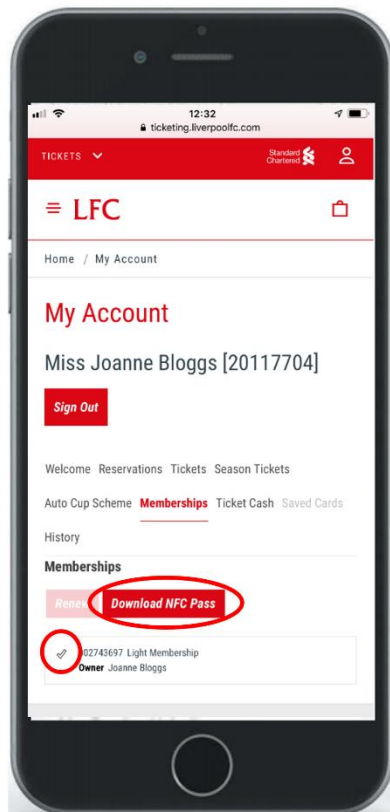 12:32
ticketing.liverpoolfc.com
TICKETS
Standard
Chartered
LFC
Home / My Account
My Account
Miss Joanne Bloggs [20117704]
Sign Out
Welcome Reservations Tickets Season Tickets
Auto Cup Scheme Memberships Ticket Cash Saved Cards
History
Memberships
Download NFC Pass
02743697 Light Membership
Owner Joanne Bloggs